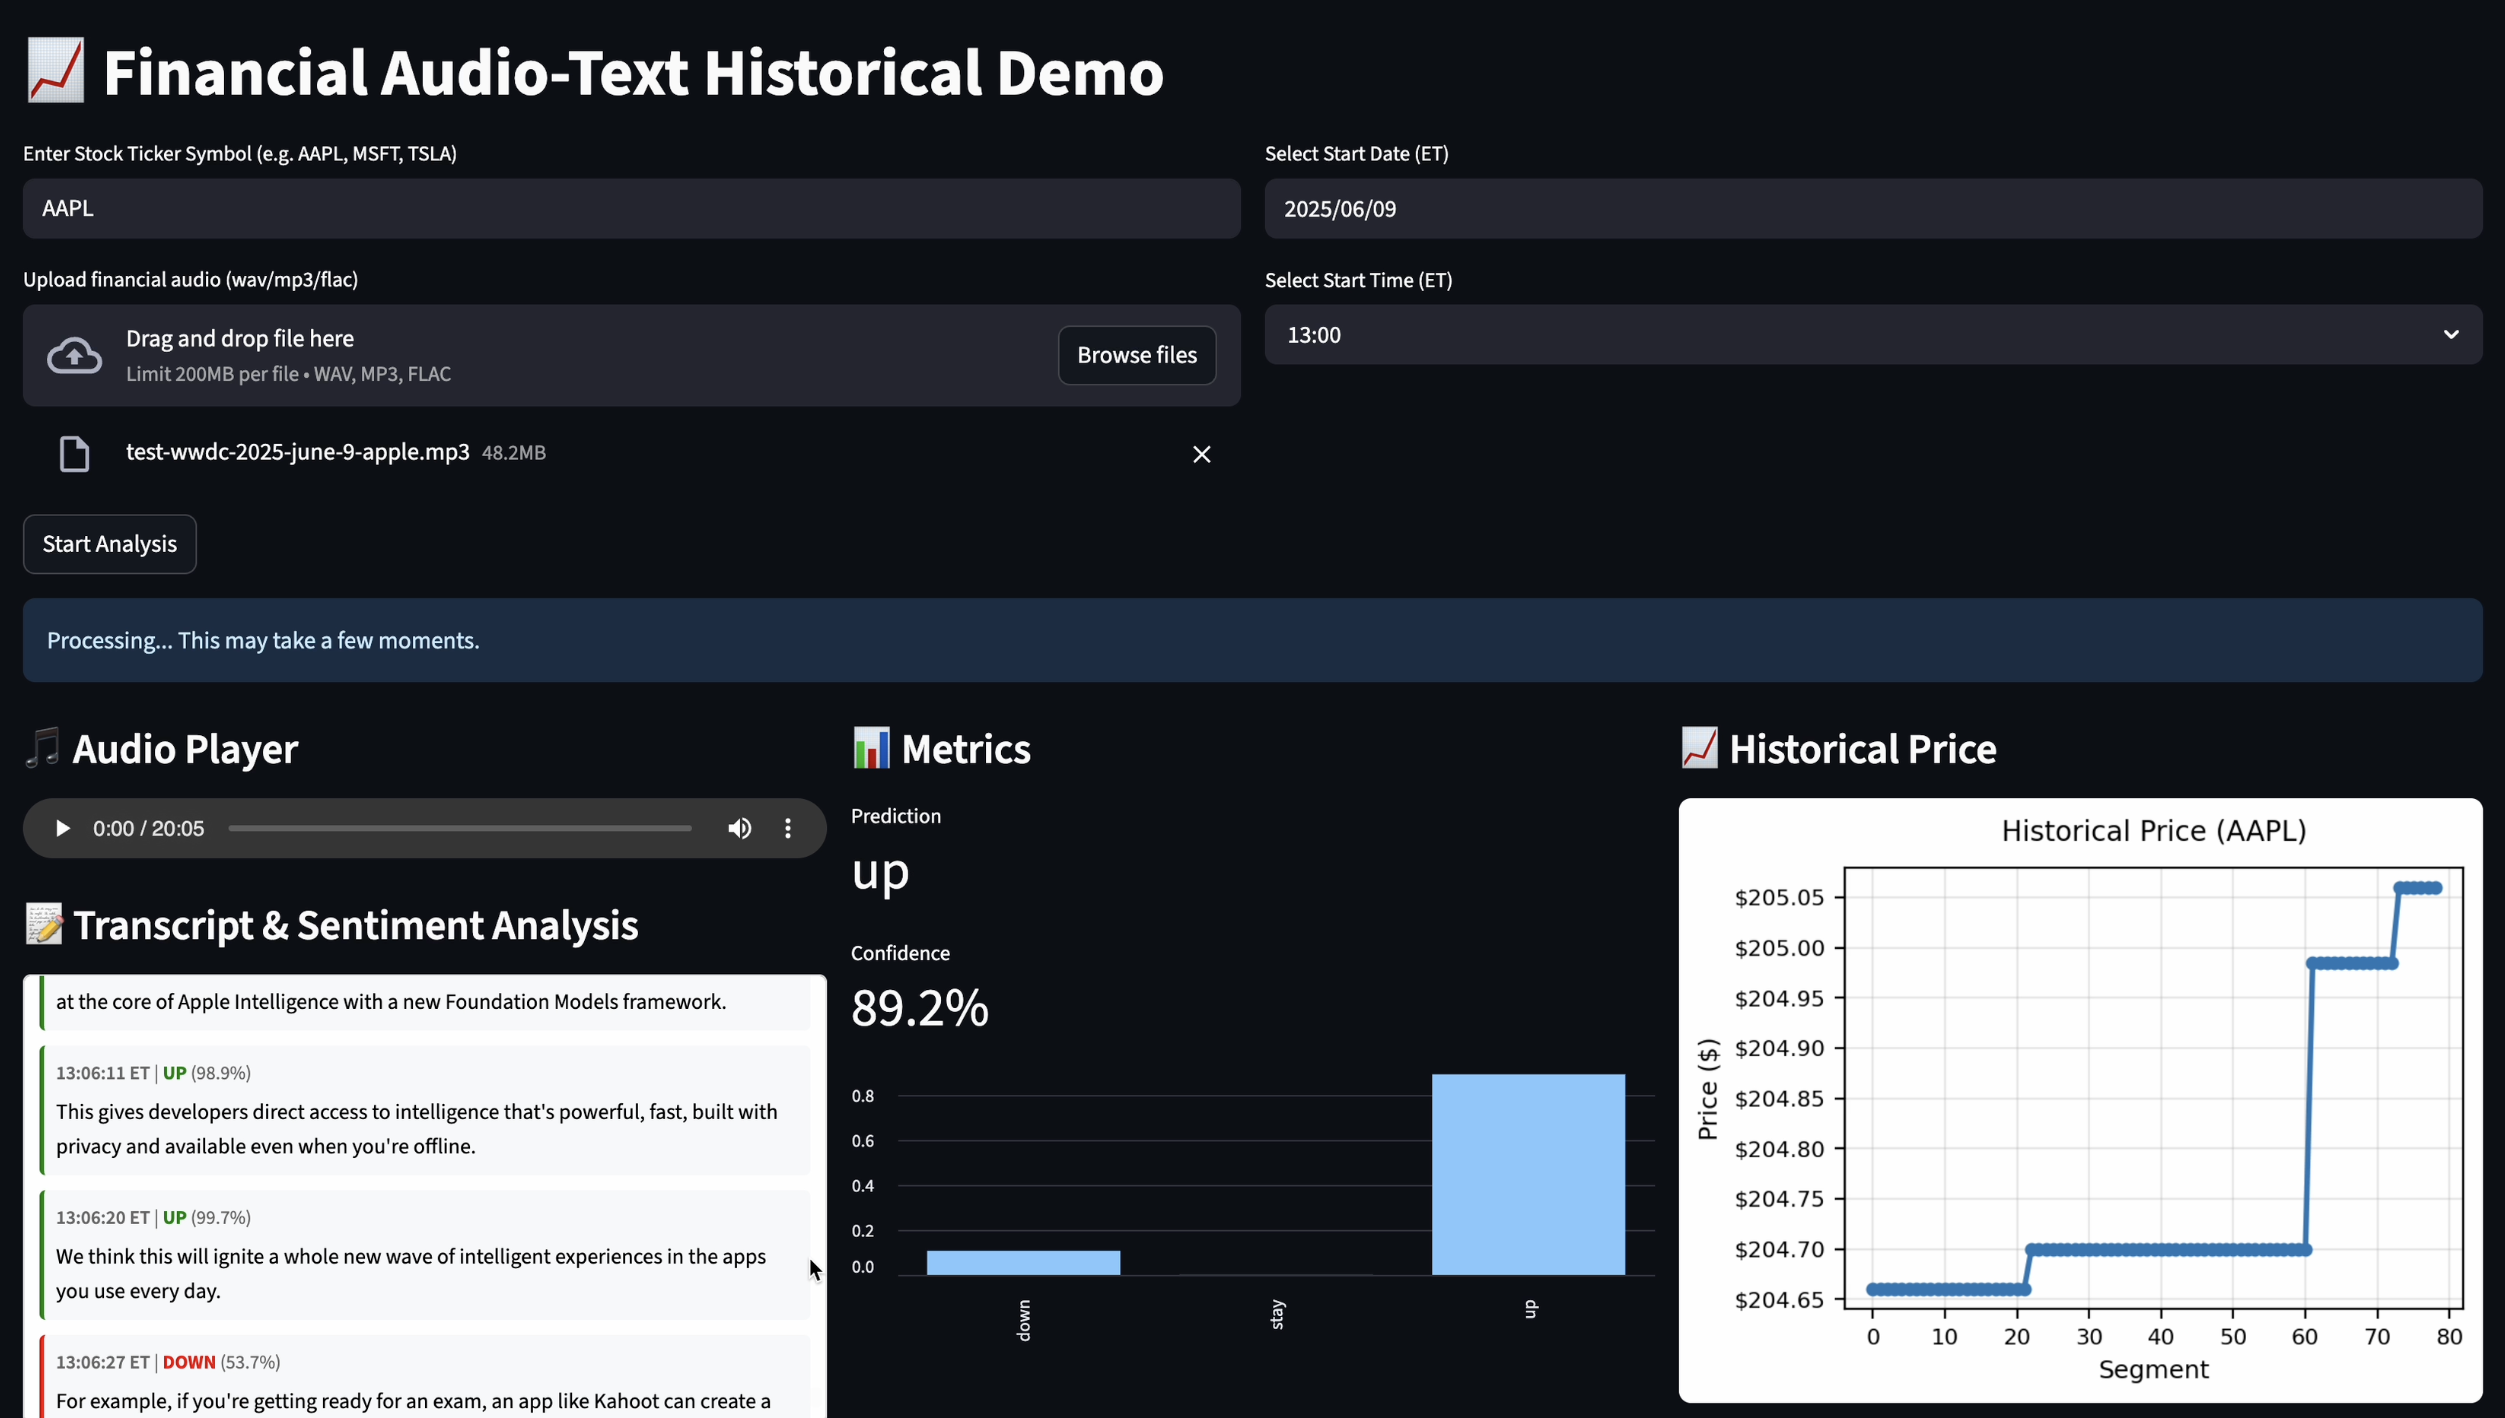 Financial Audio-Text Historical Demo
Enter Stock Ticker Symbol (e.g. AAPL, MSFT, TSLA)
AAPL
Select Start Date (ET)
2025/06/09
Upload financial audio (wav/mp3/flac)
Drag and drop file here
Limit 200MB per file • WAV, MP3, FLAC
Browse files
Select Start Time (ET)
13:00
test-wwdc-2025-june-9-apple.mp3 48.2MB
Start Analysis
Processing... This may take a few moments.
Audio Player
0:00 / 20:05
Transcript & Sentiment Analysis
at the core of Apple Intelligence with a new Foundation Models framework.
13:06:11 ET | UP (98.9%)
This gives developers direct access to intelligence that's powerful, fast, built with
privacy and available even when you're offline.
13:06:20 ET | UP (99.7%)
We think this will ignite a whole new wave of intelligent experiences in the apps
you use every day.
13:06:27 ET | DOWN (53.7%)
For example, if you're getting ready for an exam, an app like Kahoot can create a
Metrics
Prediction
up
Confidence
89.2%
0.8
0.6
0.4
0.2
0.0
down
stay
up
Historical Price
Historical Price (AAPL)
$205.05
$205.00
$204.95
$204.90
$204.85
$204.80
$204.75
$204.70
$204.65
Price ($)
0 10 20 30 40 50 60 70 80
Segment